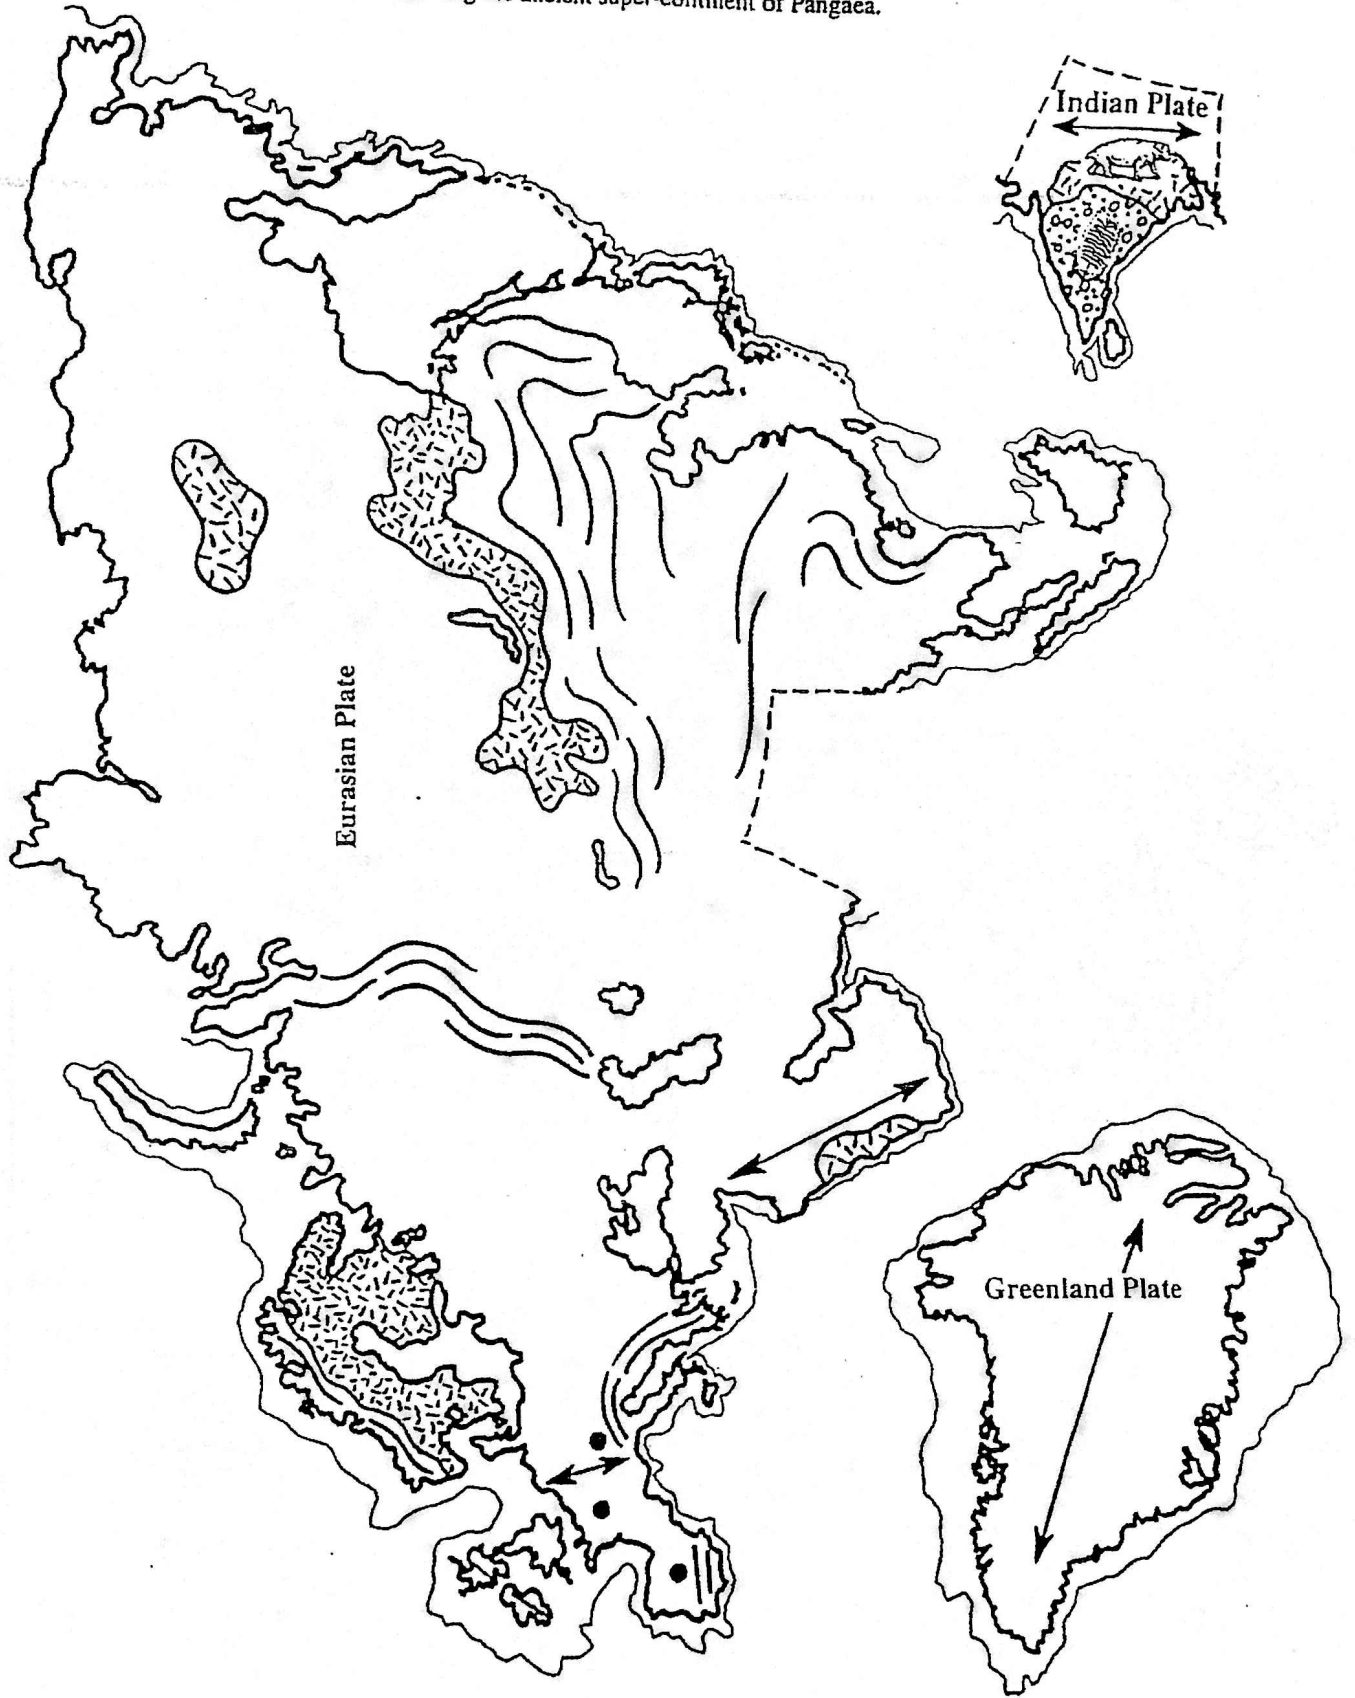 ancient super-continent of Pangaea.
Indian Plate
Eurasian Plate
Greenland Plate